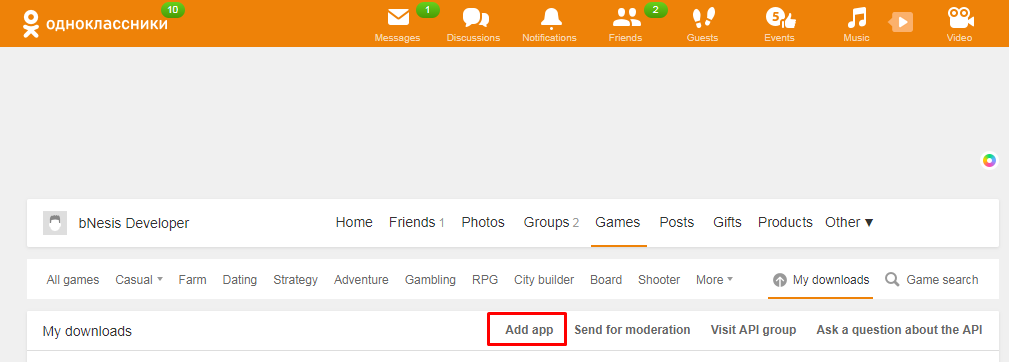 одноклассники 10
1 2 5
Messages Discussions Notifications Friends Guests Events Music Video
bNesis Developer Home Friends 1 Photos Groups 2 Games Posts Gifts Products Other ▼
All games Casual Farm Dating Strategy Adventure Gambling RPG City builder Board Shooter More My downloads Game search
My downloads Add app Send for moderation Visit API group Ask a question about the API